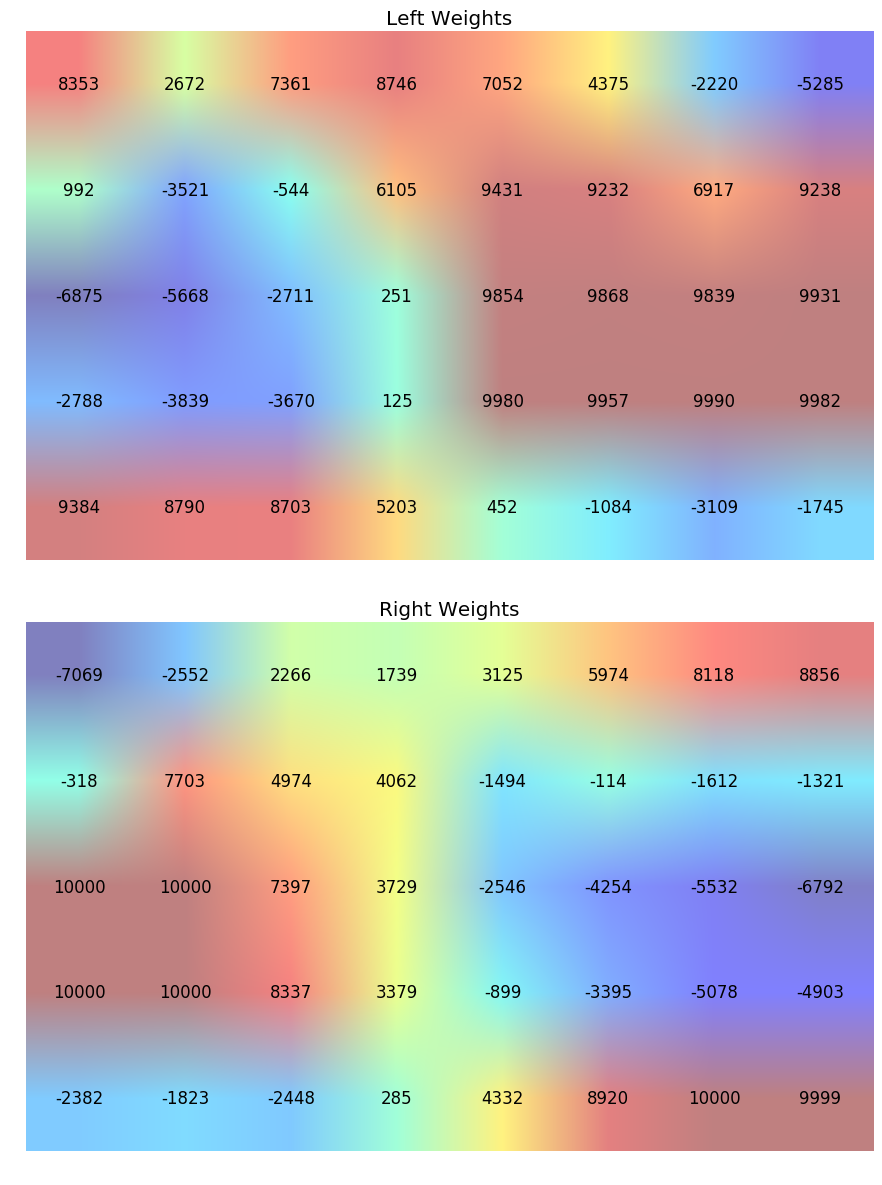 Left Weights
8353 2672 7361 8746 7052 4375 -2220 -5285
992 -3521 -544 6105 9431 9232 6917 9238
-6875 -5668 -2711 251 9854 9868 9839 9931
-2788 -3839 -3670 125 9980 9957 9990 9982
9384 8790 8703 5203 452 -1084 -3109 -1745
Right Weights
-7069 -2552 2266 1739 3125 5974 8118 8856
-318 7703 4974 4062 -1494 -114 -1612 -1321
10000 10000 7397 3729 -2546 -4254 -5532 -6792
10000 10000 8337 3379 -899 -3395 -5078 -4903
-2382 -1823 -2448 285 4332 8920 10000 9999